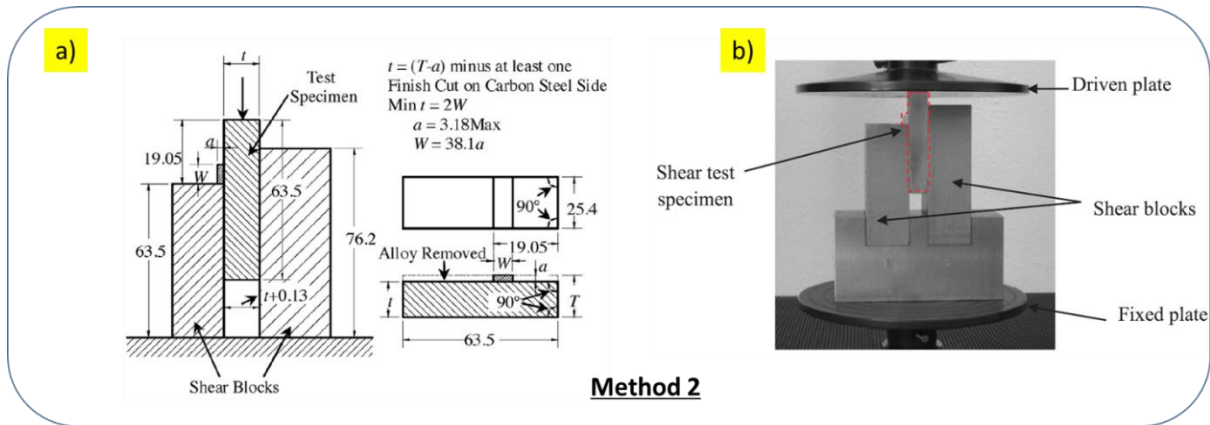 a)
t
Test
Specimen
a
19.05
W
63.5
63.5
76.2
t+0.13
Shear Blocks
t = (T-a) minus at least one
Finish Cut on Carbon Steel Side
Min t = 2W
a = 3.18Max
W = 38.1a
90°
25.4
19.05
Alloy Removed
W
a
t
90°
T
63.5
b)
Driven plate
Shear test
specimen
Shear blocks
Fixed plate
Method 2